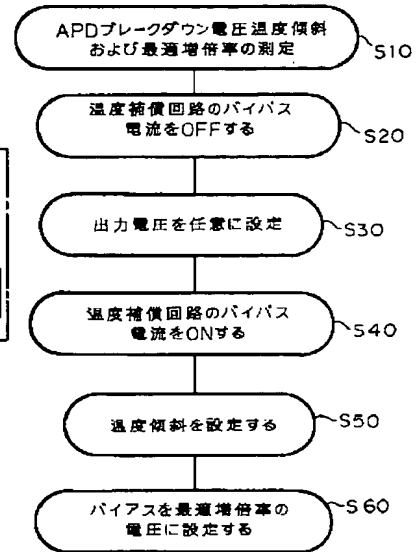 APDブレークダウン電圧温度傾斜
および最適増倍率の測定
S10
温度補償回路のバイパス
電流をOFFする
S20
出力電圧を任意に設定
S30
温度補償回路のバイパス
電流をONする
S40
温度傾斜を設定する
S50
バイアスを最適増倍率の
電圧に設定する
S60